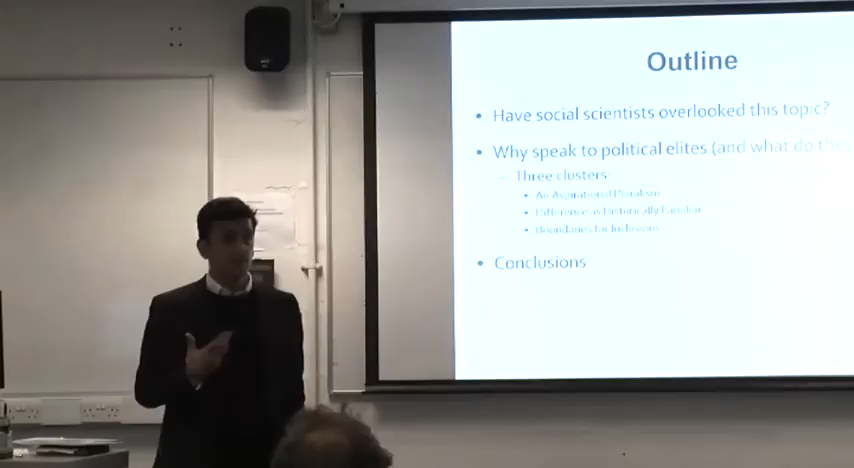 Outline
• Have social scientists overlooked this topic?
• Why speak to political elites (and what do they
– Three clusters:
• An Aspirational Pluralism
• Difference as Historically Familiar
• Boundaries for Inclusions
• Conclusions